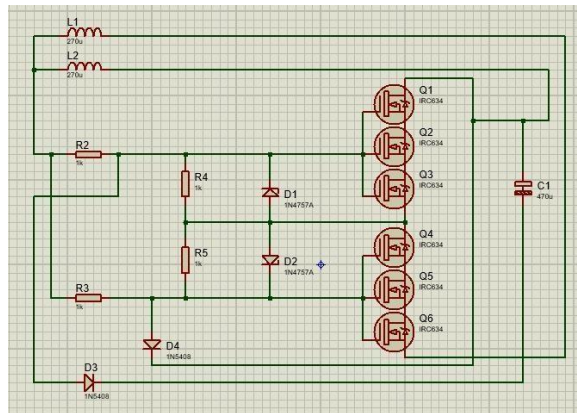 L1
270u
L2
270u
Q1
IRC634
Q2
IRC634
R2
1k
R4
1k
Q3
IRC634
D1
1N4757A
C1
470u
Q4
IRC634
R5
1k
D2
1N4757A
Q5
IRC634
R3
1k
Q6
IRC634
D4
1N5408
D3
1N5408